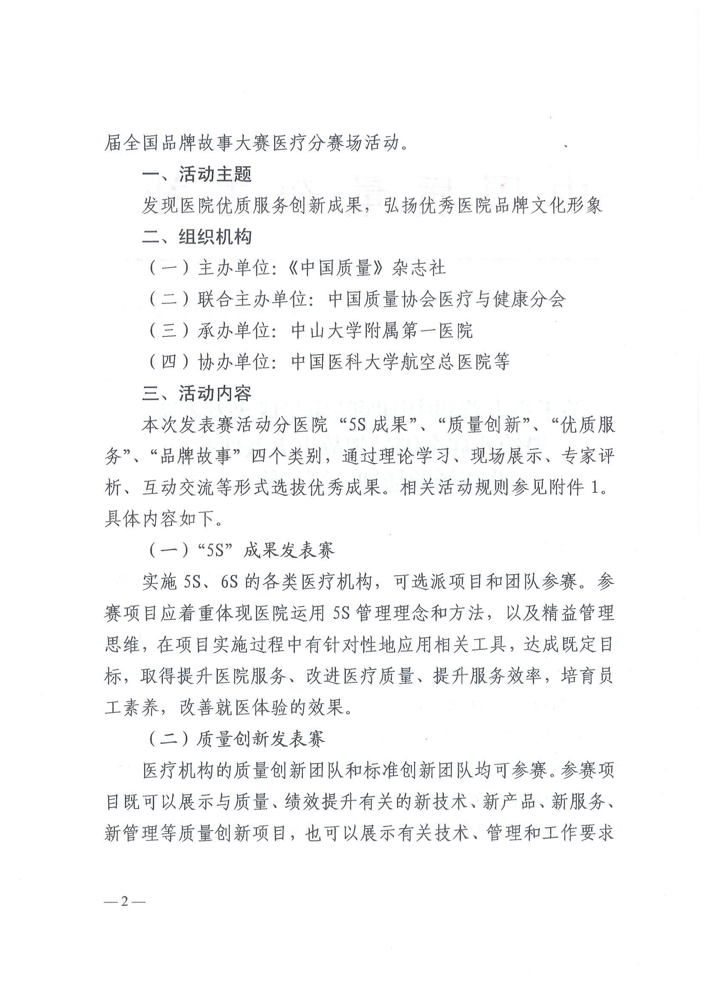 届全国品牌故事大赛医疗分赛场活动。
一、活动主题
发现医院优质服务创新成果，弘扬优秀医院品牌文化形象
二、组织机构
（一）主办单位：《中国质量》杂志社
（二）联合主办单位：中国质量协会医疗与健康分会
（三）承办单位：中山大学附属第一医院
（四）协办单位：中国医科大学航空总医院等
三、活动内容
本次发表赛活动分医院“5S 成果”、“质量创新”、“优质服
务”、“品牌故事”四个类别，通过理论学习、现场展示、专家评
析、互动交流等形式选拔优秀成果。相关活动规则参见附件 1。
具体内容如下。
（一）“5S”成果发表赛
实施 5S、6S 的各类医疗机构，可选派项目和团队参赛。参
赛项目应着重体现医院运用 5S 管理理念和方法，以及精益管理
思维，在项目实施过程中有针对性地应用相关工具，达成既定目
标，取得提升医院服务、改进医疗质量、提升服务效率，培育员
工素养，改善就医体验的效果。
（二）质量创新发表赛
医疗机构的质量创新团队和标准创新团队均可参赛。参赛项
目既可以展示与质量、绩效提升有关的新技术、新产品、新服务、
新管理等质量创新项目，也可以展示有关技术、管理和工作要求
— 2 —